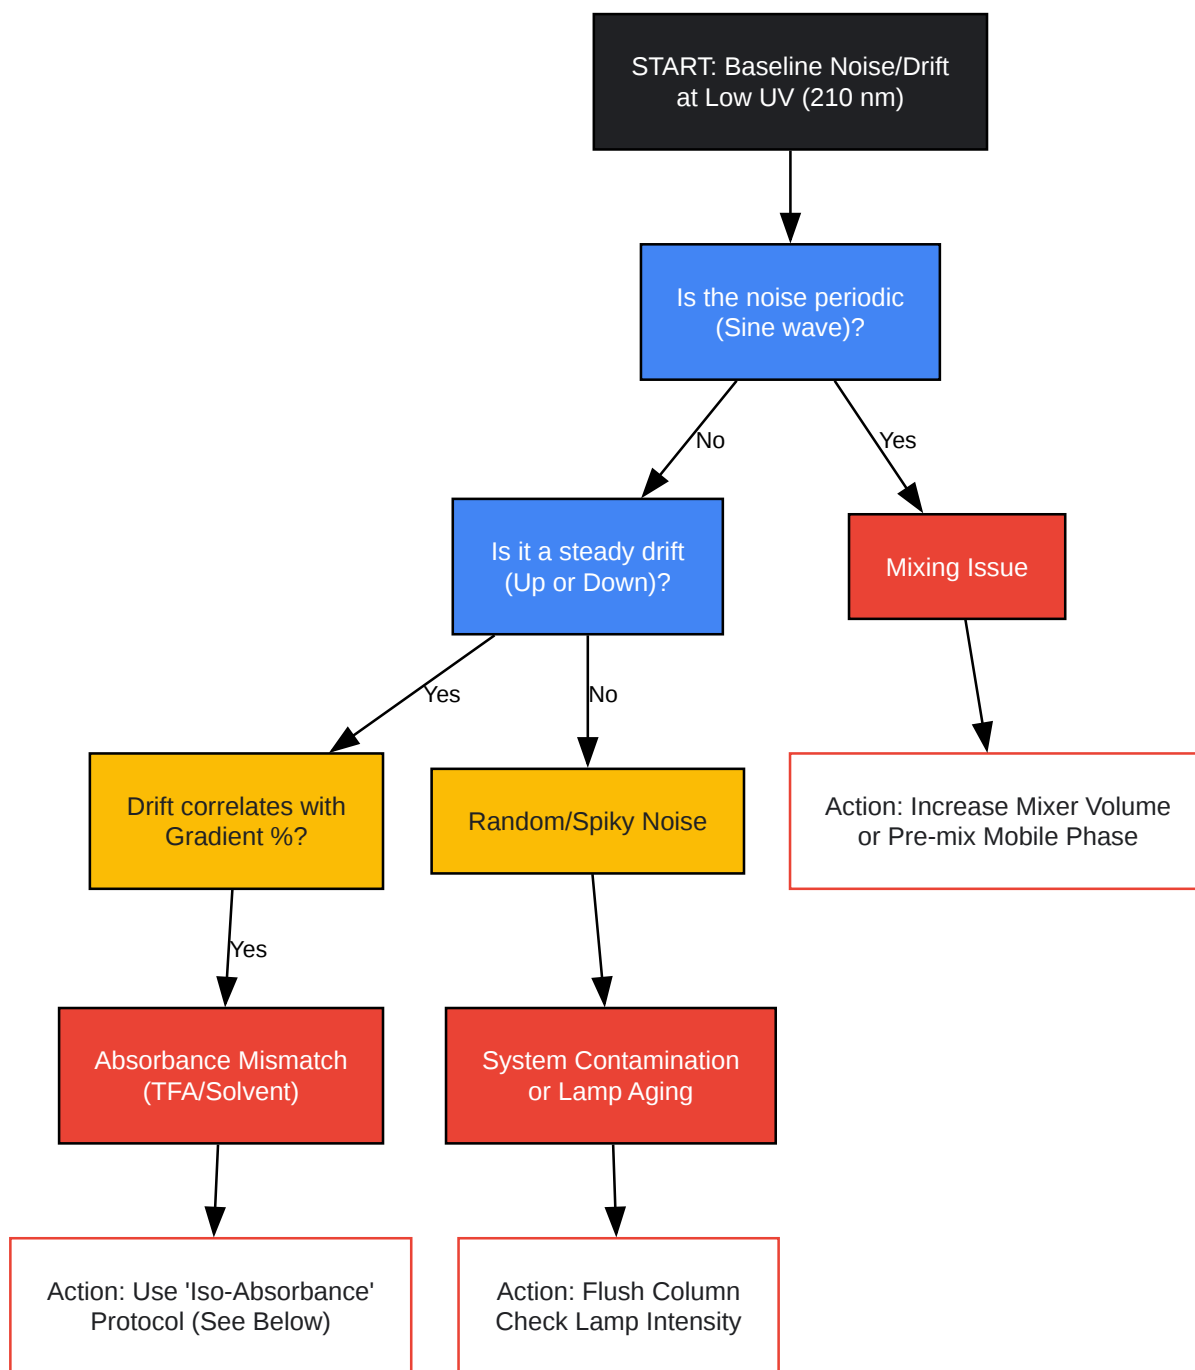 START: Baseline Noise/Drift
at Low UV (210 nm)
Is the noise periodic
(Sine wave)?
No
Yes
Is it a steady drift
(Up or Down)?
Mixing Issue
Yes
No
Drift correlates with
Gradient %?
Random/Spiky Noise
Action: Increase Mixer Volume
or Pre-mix Mobile Phase
Yes
Absorbance Mismatch
(TFA/Solvent)
System Contamination
or Lamp Aging
Action: Use 'Iso-Absorbance'
Protocol (See Below)
Action: Flush Column
Check Lamp Intensity